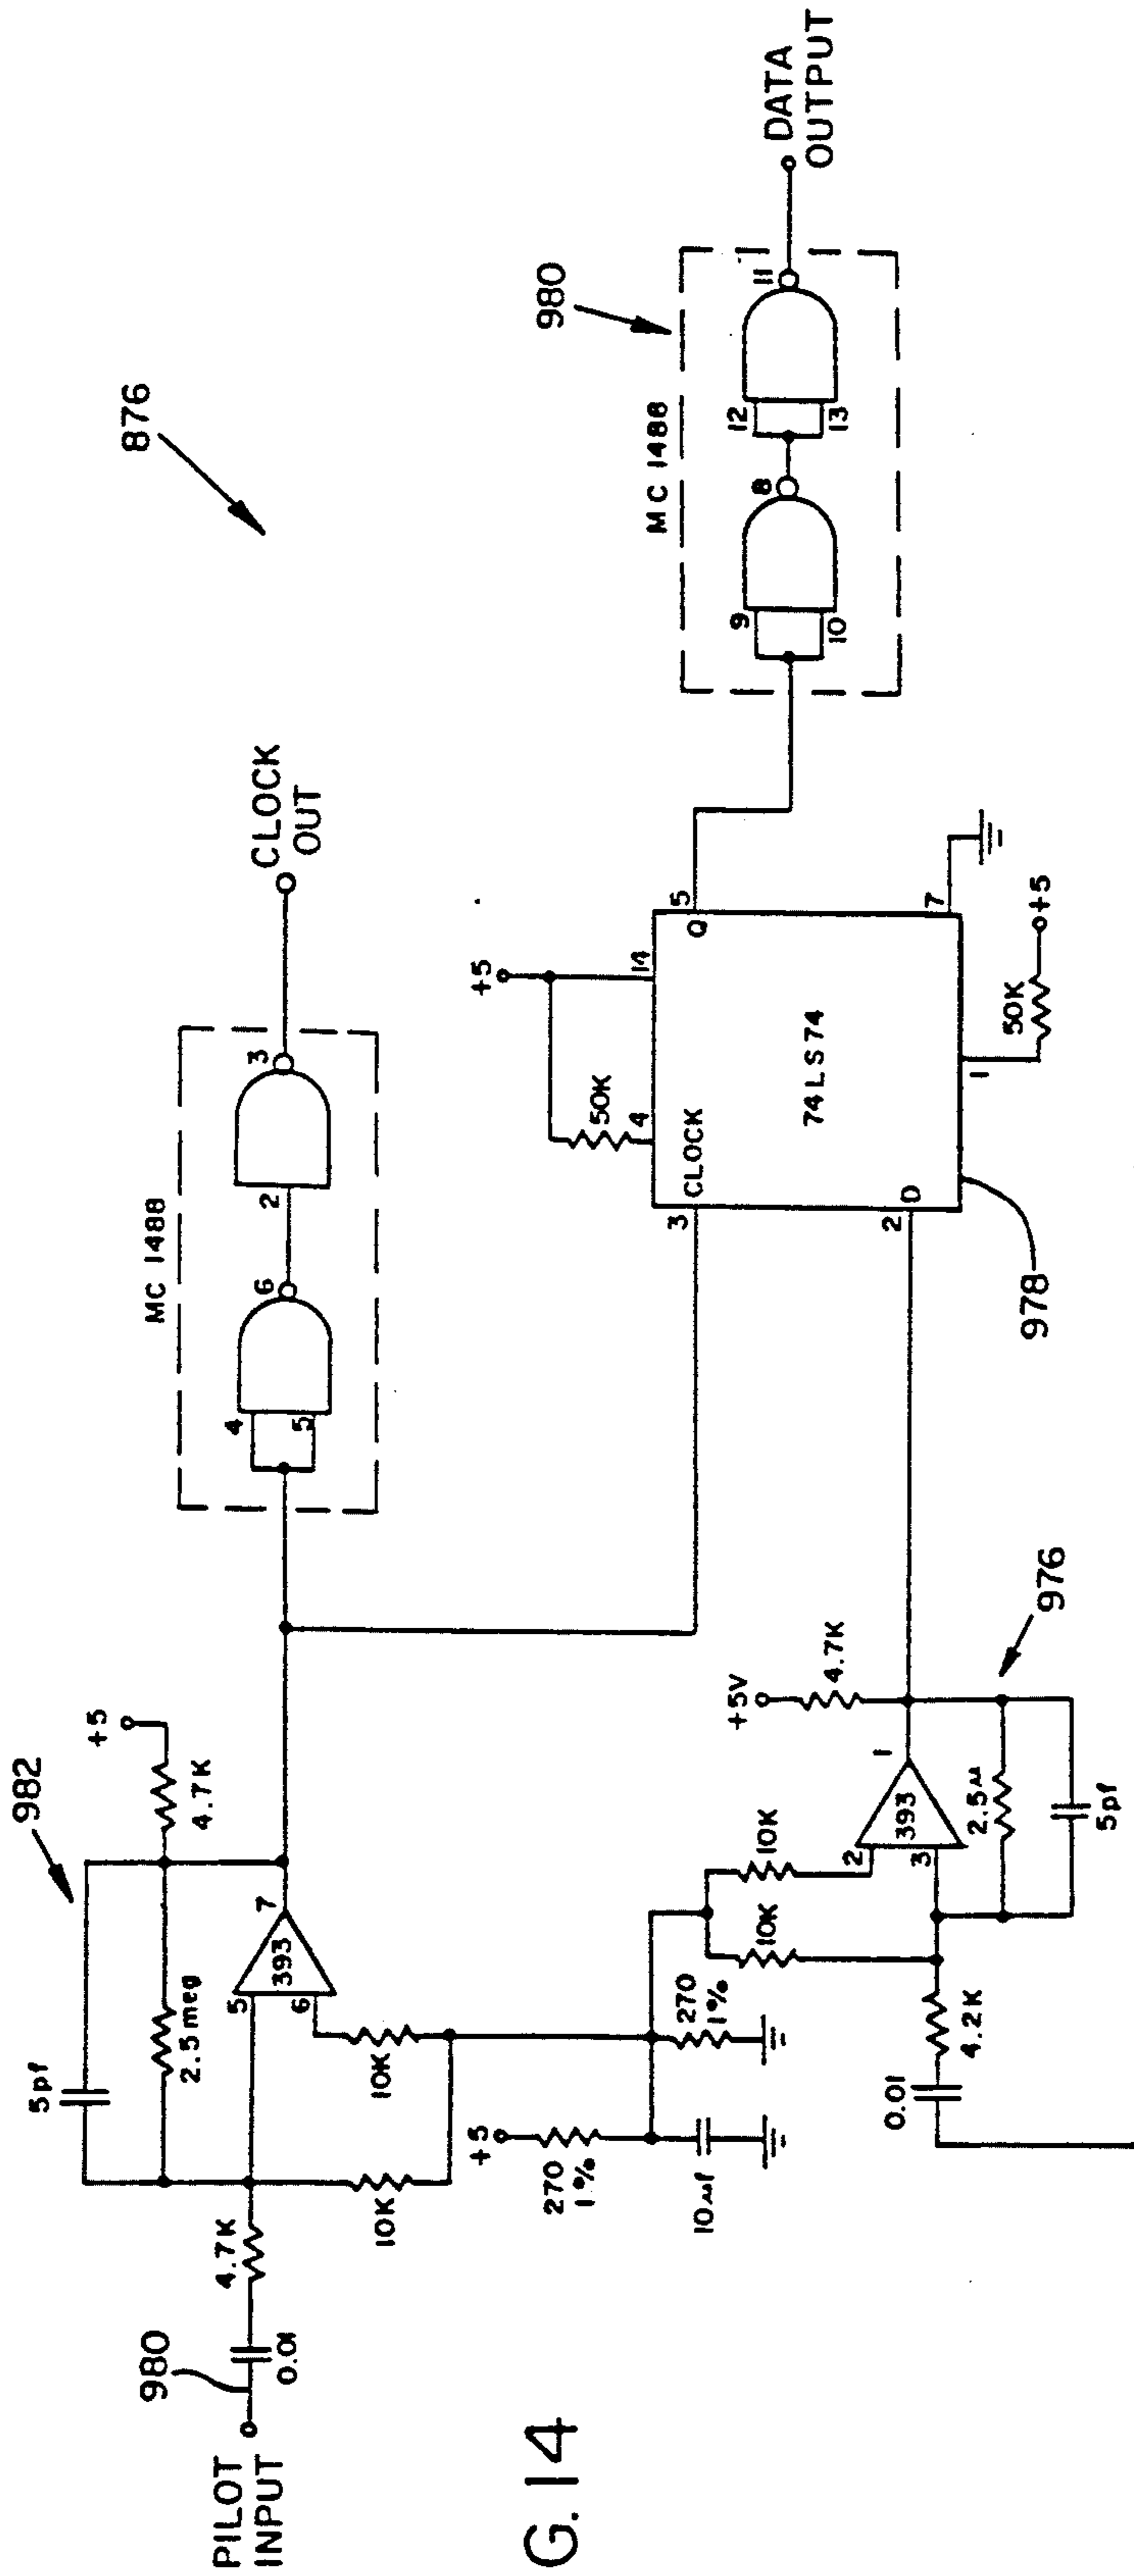 876
982
MC 1488
4
5
6
2
3
CLOCK
OUT
+5
4.7K
5pf
2.5 meg
5
6
393
7
980
PILOT
INPUT
0.01
4.7K
10K
10K
+5
270
1%
10µf
270
1%
10K
10K
+5V
4.7K
2
3
393
1
2.5µ
5pf
976
0.01
4.2K
+5
50K
4
14
3
CLOCK
2
D
74LS74
Q
5
7
1
50K
+5
978
980
MC 1488
9
10
8
12
13
11
DATA
OUTPUT
G. 14